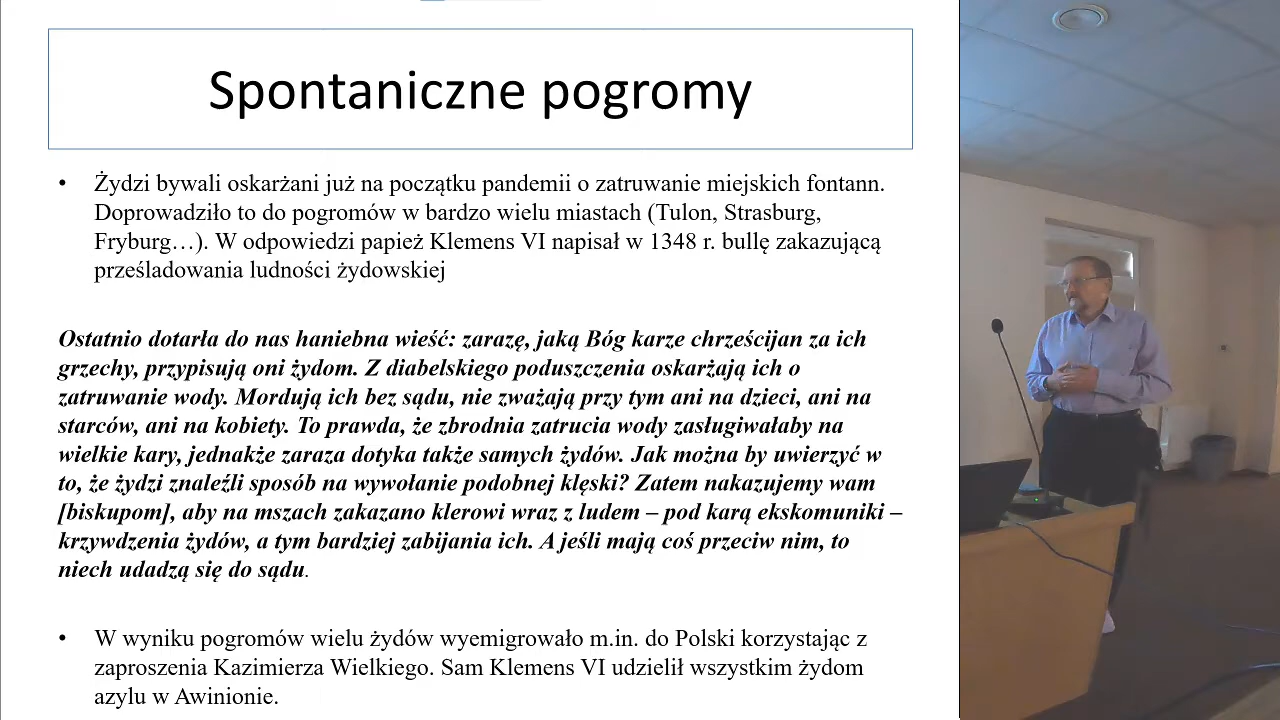 Spontaniczne pogromy
• Żydzi bywali oskarżani już na początku pandemii o zatruwanie miejskich fontann.
Doprowadziło to do pogromów w bardzo wielu miastach (Tulon, Strasburg,
Fryburg…). W odpowiedzi papież Klemens VI napisał w 1348 r. bullę zakazującą
prześladowania ludności żydowskiej
Ostatnio dotarła do nas haniebna wieść: zarazę, jaką Bóg karze chrześcijan za ich
grzechy, przypisują oni żydom. Z diabelskiego poduszczenia oskarżają ich o
zatruwanie wody. Mordują ich bez sądu, nie zważają przy tym ani na dzieci, ani na
starców, ani na kobiety. To prawda, że zbrodnia zatrucia wody zasługiwałaby na
wielkie kary, jednakże zaraza dotyka także samych żydów. Jak można by uwierzyć w
to, że żydzi znaleźli sposób na wywołanie podobnej klęski? Zatem nakazujemy wam
[biskupom], aby na mszach zakazano klerowi wraz z ludem – pod karą ekskomuniki –
krzywdzenia żydów, a tym bardziej zabijania ich. A jeśli mają coś przeciw nim, to
niech udadzą się do sądu.
• W wyniku pogromów wielu żydów wyemigrowało m.in. do Polski korzystając z
zaproszenia Kazimierza Wielkiego. Sam Klemens VI udzielił wszystkim żydom
azylu w Awinionie.